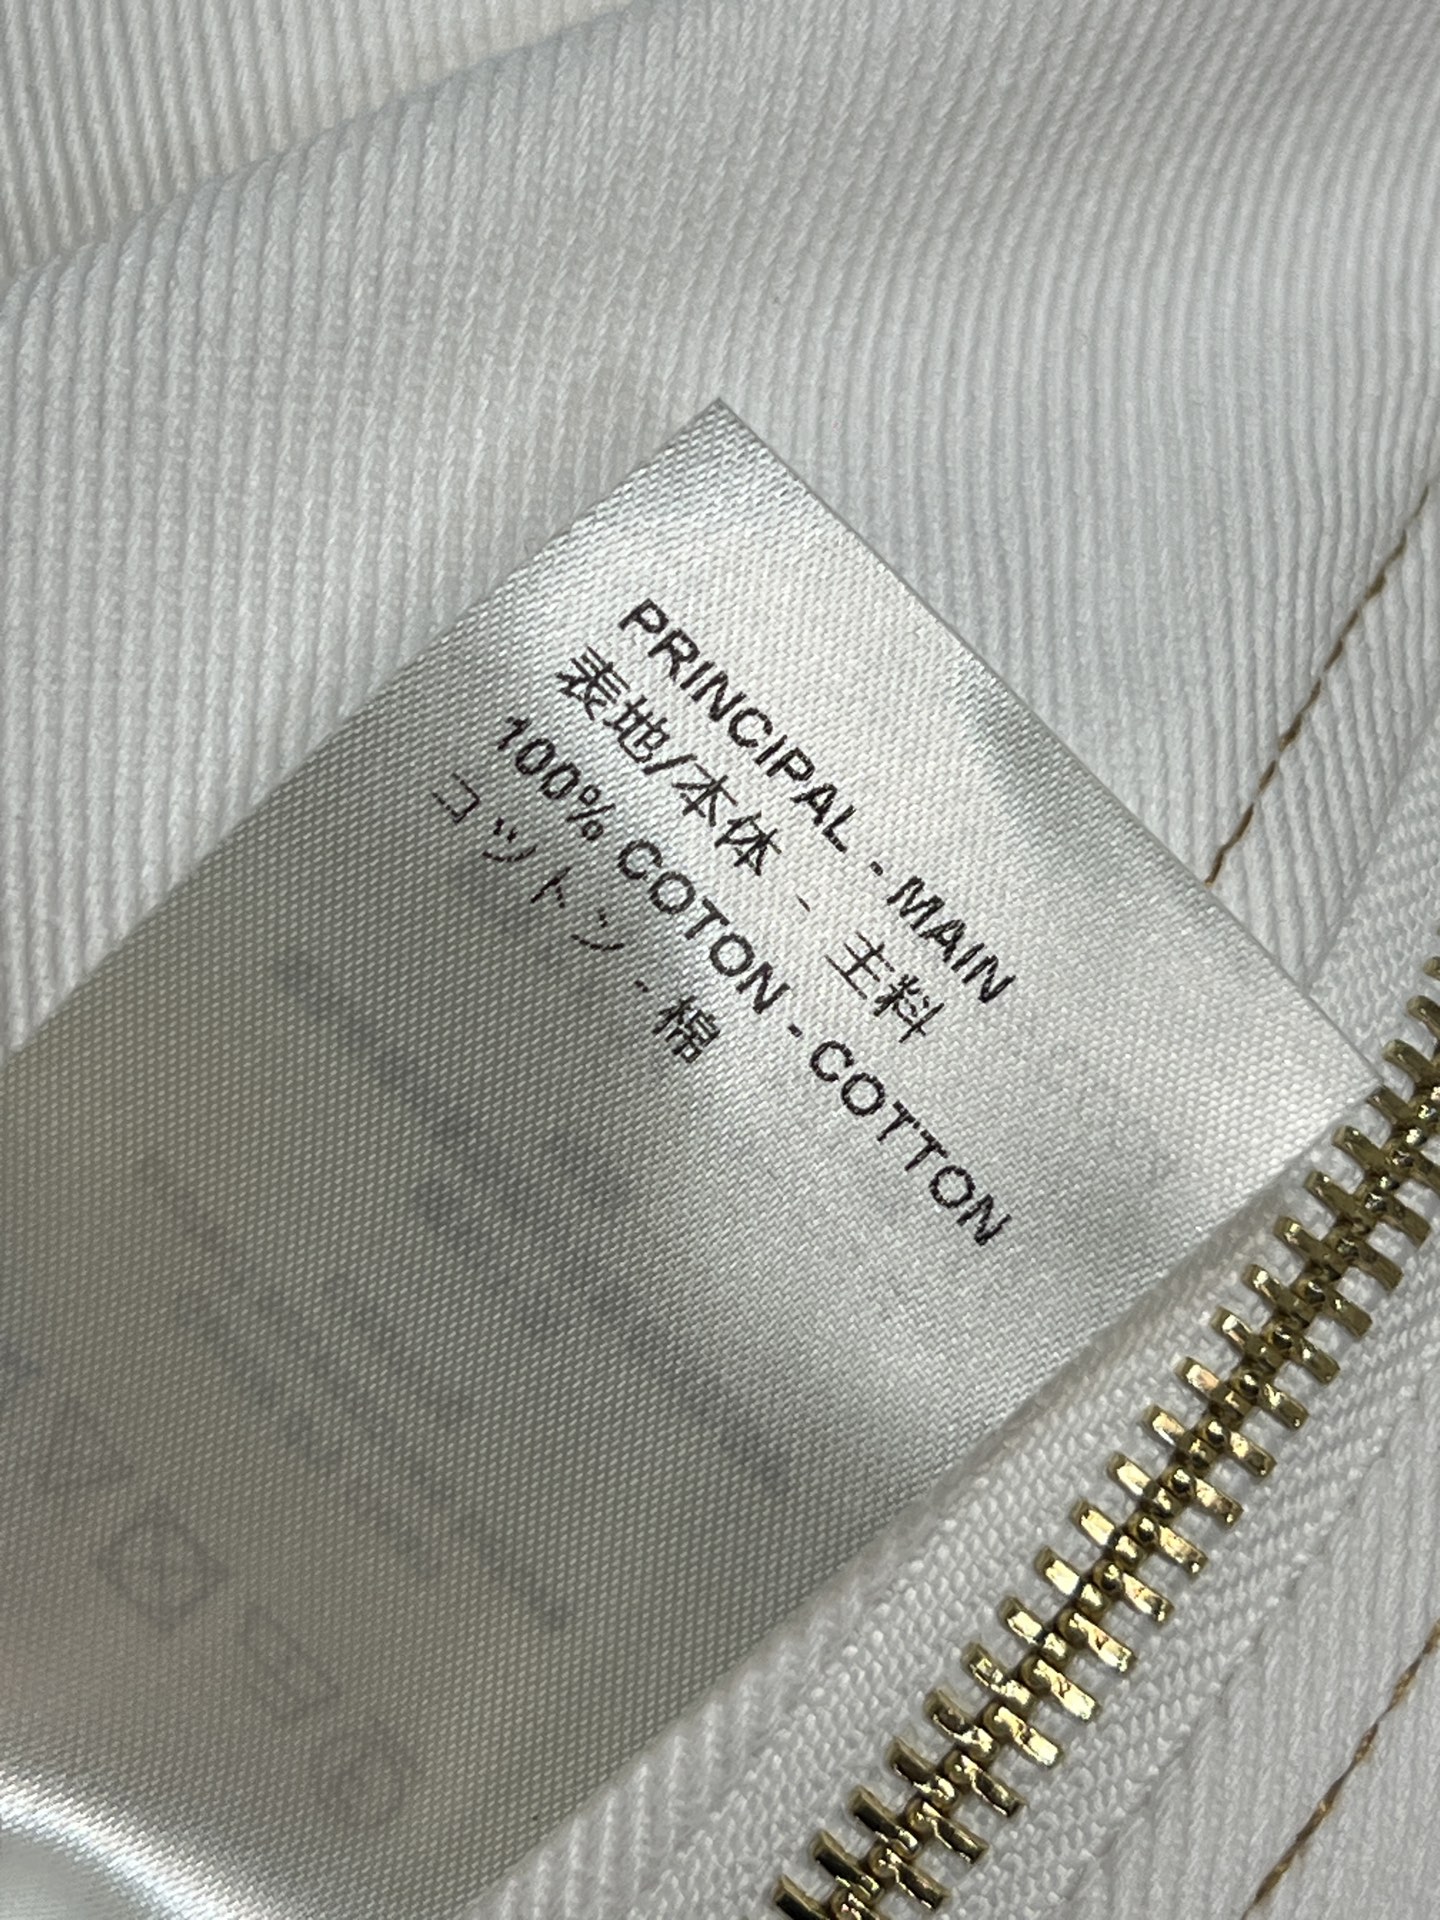 PRINCIPAL - MAIN
表地/本体 - 主料
100% COTON - COTTON
コットン - 棉